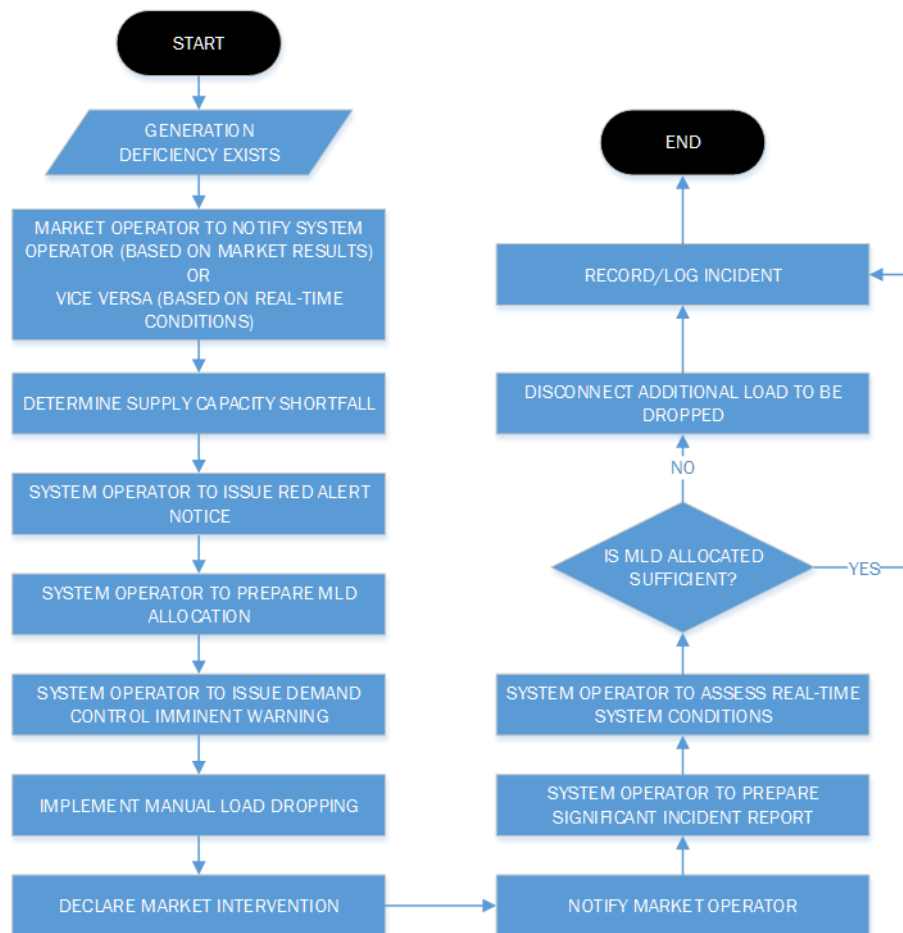 START
GENERATION
DEFICIENCY EXISTS
MARKET OPERATOR TO NOTIFY SYSTEM
OPERATOR (BASED ON MARKET RESULTS)
OR
VICE VERSA (BASED ON REAL-TIME
CONDITIONS)
DETERMINE SUPPLY CAPACITY SHORTFALL
SYSTEM OPERATOR TO ISSUE RED ALERT
NOTICE
SYSTEM OPERATOR TO PREPARE MLD
ALLOCATION
SYSTEM OPERATOR TO ISSUE DEMAND
CONTROL IMMINENT WARNING
IMPLEMENT MANUAL LOAD DROPPING
DECLARE MARKET INTERVENTION
NOTIFY MARKET OPERATOR
SYSTEM OPERATOR TO PREPARE
SIGNIFICANT INCIDENT REPORT
SYSTEM OPERATOR TO ASSESS REAL-TIME
SYSTEM CONDITIONS
IS MLD ALLOCATED
SUFFICIENT?
YES
NO
DISCONNECT ADDITIONAL LOAD TO BE
DROPPED
RECORD/LOG INCIDENT
END